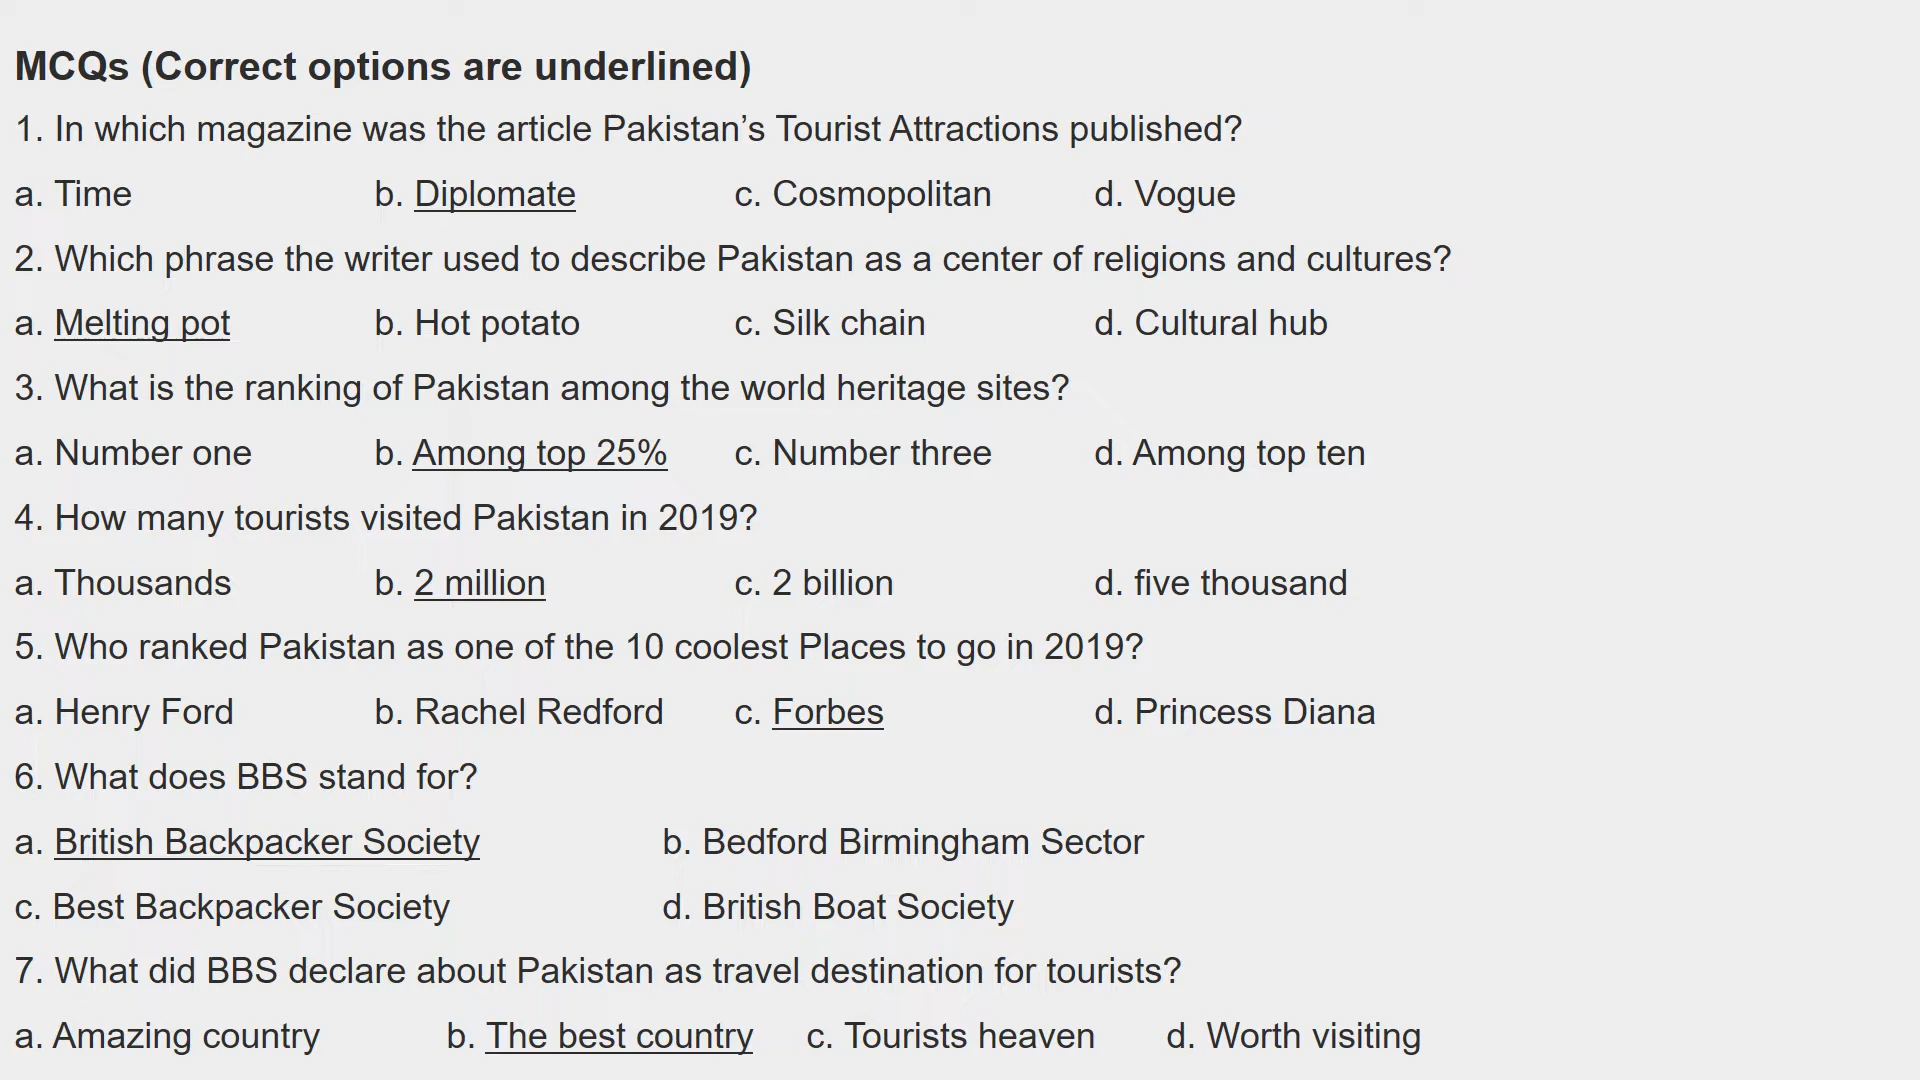 MCQs (Correct options are underlined)
1. In which magazine was the article Pakistan’s Tourist Attractions published?
a. Time b. Diplomate c. Cosmopolitan d. Vogue
2. Which phrase the writer used to describe Pakistan as a center of religions and cultures?
a. Melting pot b. Hot potato c. Silk chain d. Cultural hub
3. What is the ranking of Pakistan among the world heritage sites?
a. Number one b. Among top 25% c. Number three d. Among top ten
4. How many tourists visited Pakistan in 2019?
a. Thousands b. 2 million c. 2 billion d. five thousand
5. Who ranked Pakistan as one of the 10 coolest Places to go in 2019?
a. Henry Ford b. Rachel Redford c. Forbes d. Princess Diana
6. What does BBS stand for?
a. British Backpacker Society b. Bedford Birmingham Sector
c. Best Backpacker Society d. British Boat Society
7. What did BBS declare about Pakistan as travel destination for tourists?
a. Amazing country b. The best country c. Tourists heaven d. Worth visiting